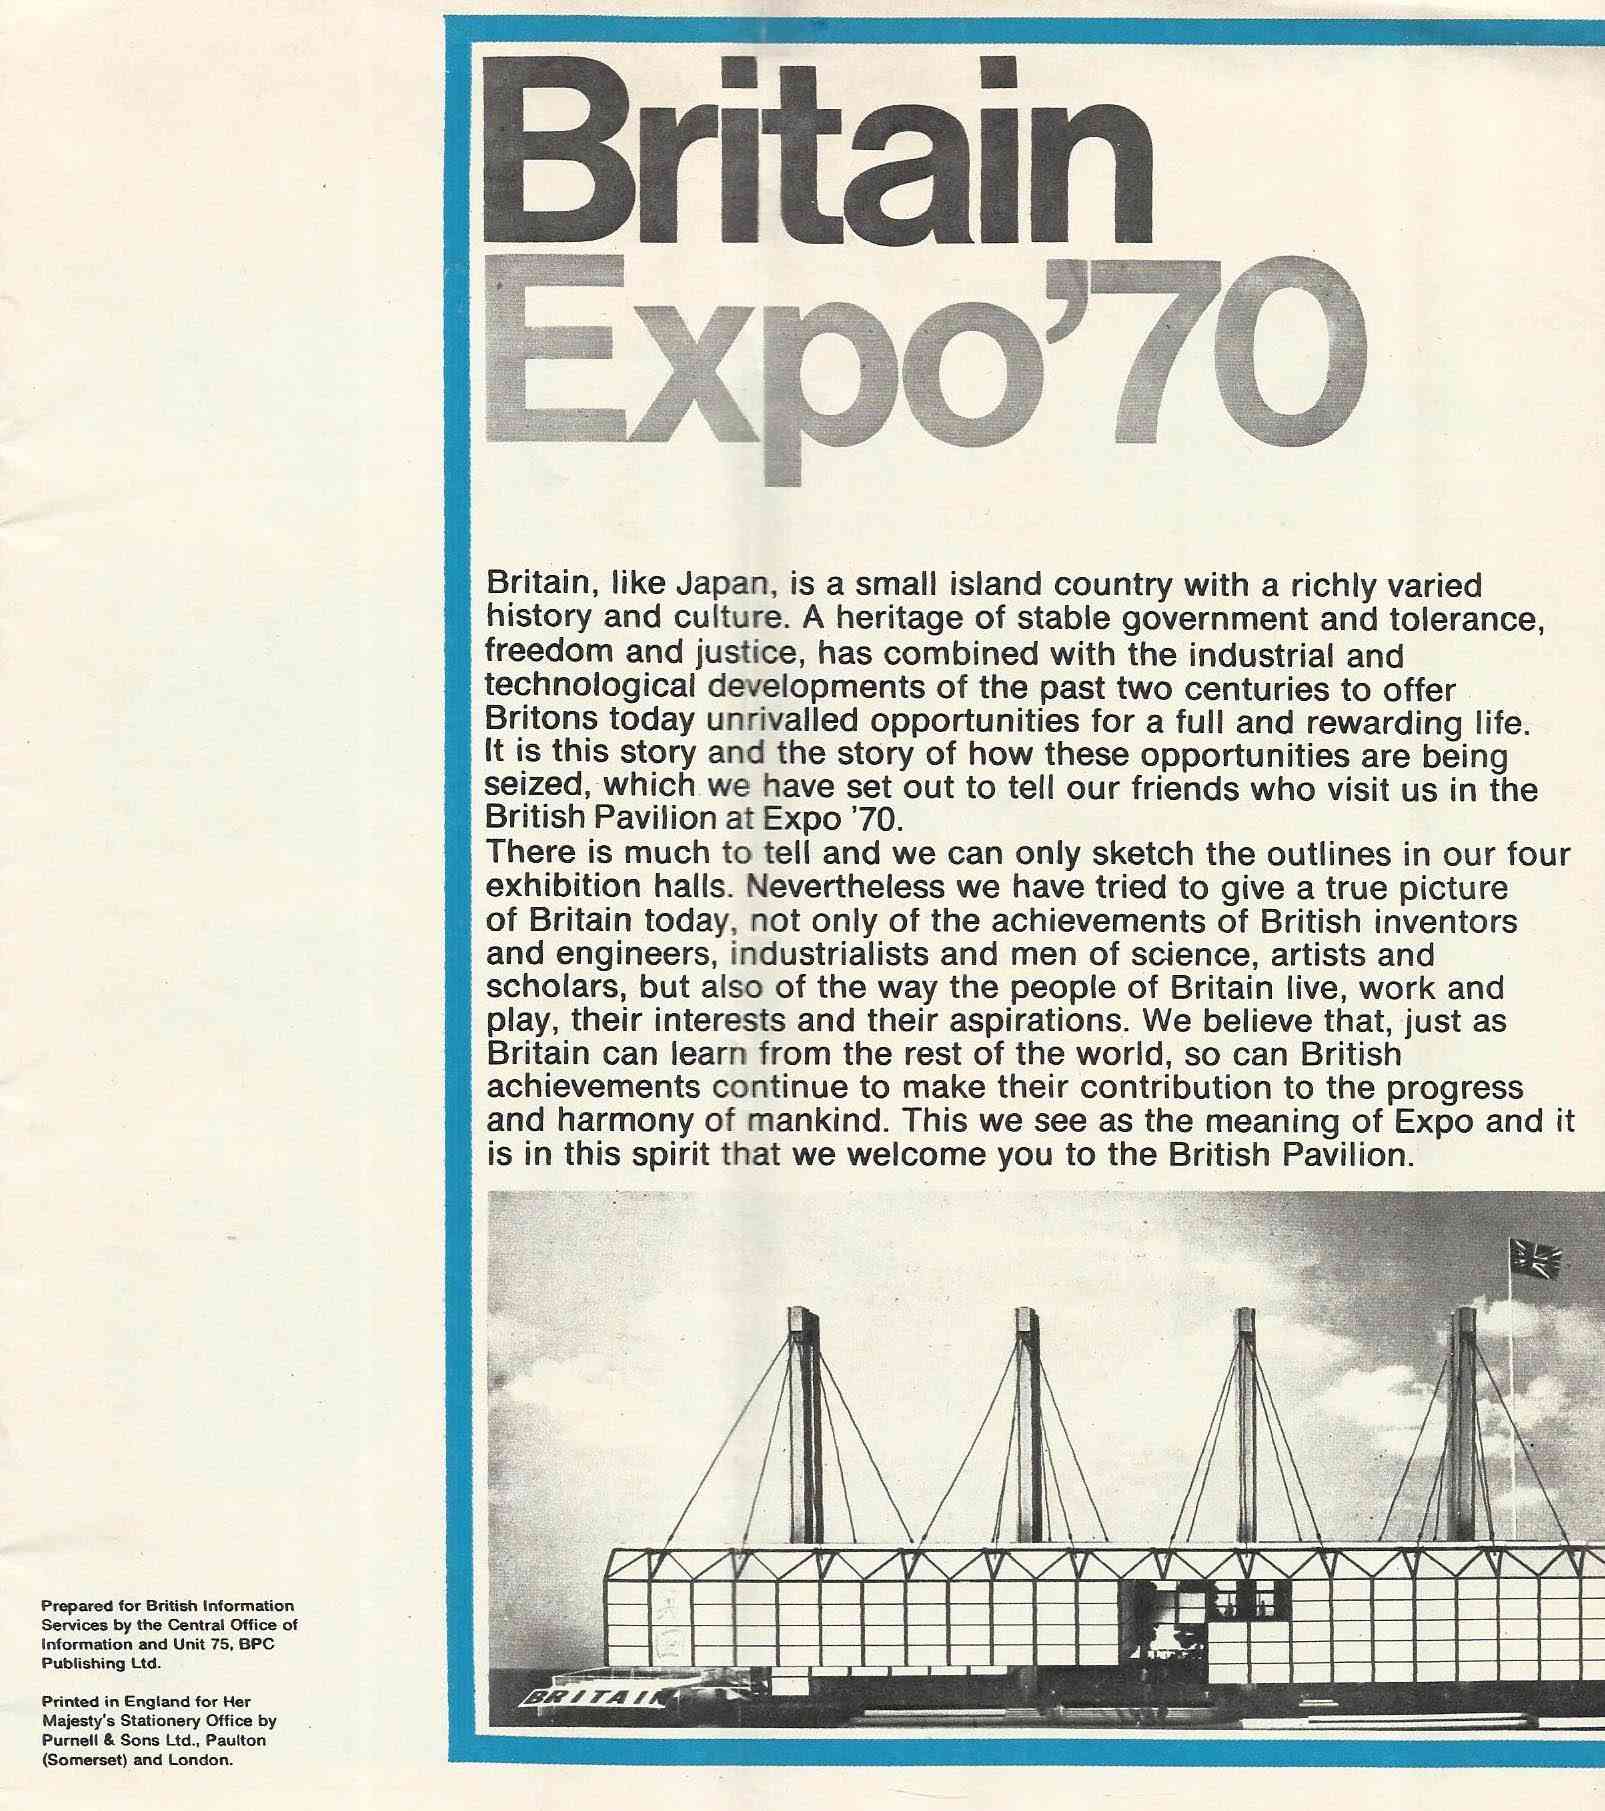 Britain
Expo'70
Britain, like Japan, is a small island country with a richly varied
history and culture. A heritage of stable government and tolerance,
freedom and justice, has combined with the industrial and
technological developments of the past two centuries to offer
Britons today unrivalled opportunities for a full and rewarding life.
It is this story and the story of how these opportunities are being
seized, which we have set out to tell our friends who visit us in the
British Pavilion at Expo '70.
There is much to tell and we can only sketch the outlines in our four
exhibition halls. Nevertheless we have tried to give a true picture
of Britain today, not only of the achievements of British inventors
and engineers, industrialists and men of science, artists and
scholars, but also of the way the people of Britain live, work and
play, their interests and their aspirations. We believe that, just as
Britain can learn from the rest of the world, so can British
achievements continue to make their contribution to the progress
and harmony of mankind. This we see as the meaning of Expo and it
is in this spirit that we welcome you to the British Pavilion.
BRITAIN
Prepared for British Information
Services by the Central Office of
Information and Unit 75, BPC
Publishing Ltd.
Printed in England for Her
Majesty's Stationery Office by
Purnell & Sons Ltd., Paulton
(Somerset) and London.